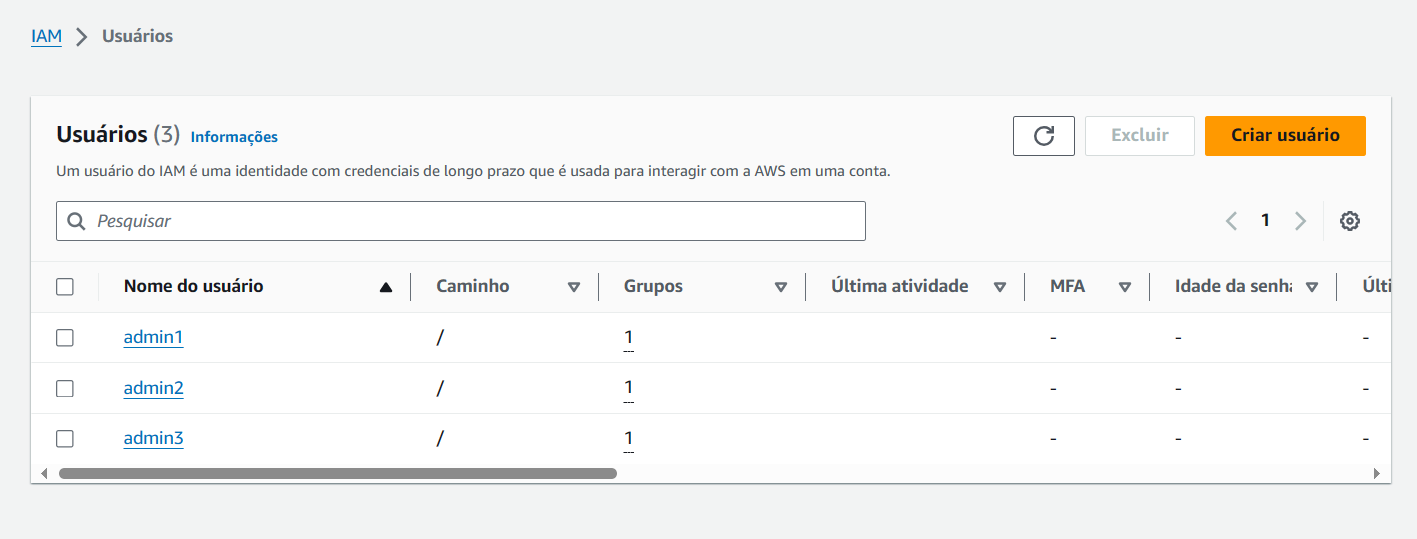 IAM > Usuários
Usuários (3) Informações
Excluir
Criar usuário
Um usuário do IAM é uma identidade com credenciais de longo prazo que é usada para interagir com a AWS em uma conta.
Pesquisar
1
Nome do usuário Caminho Grupos Última atividade MFA Idade da senha Últi
admin1 / 1 - - -
admin2 / 1 - - -
admin3 / 1 - - -